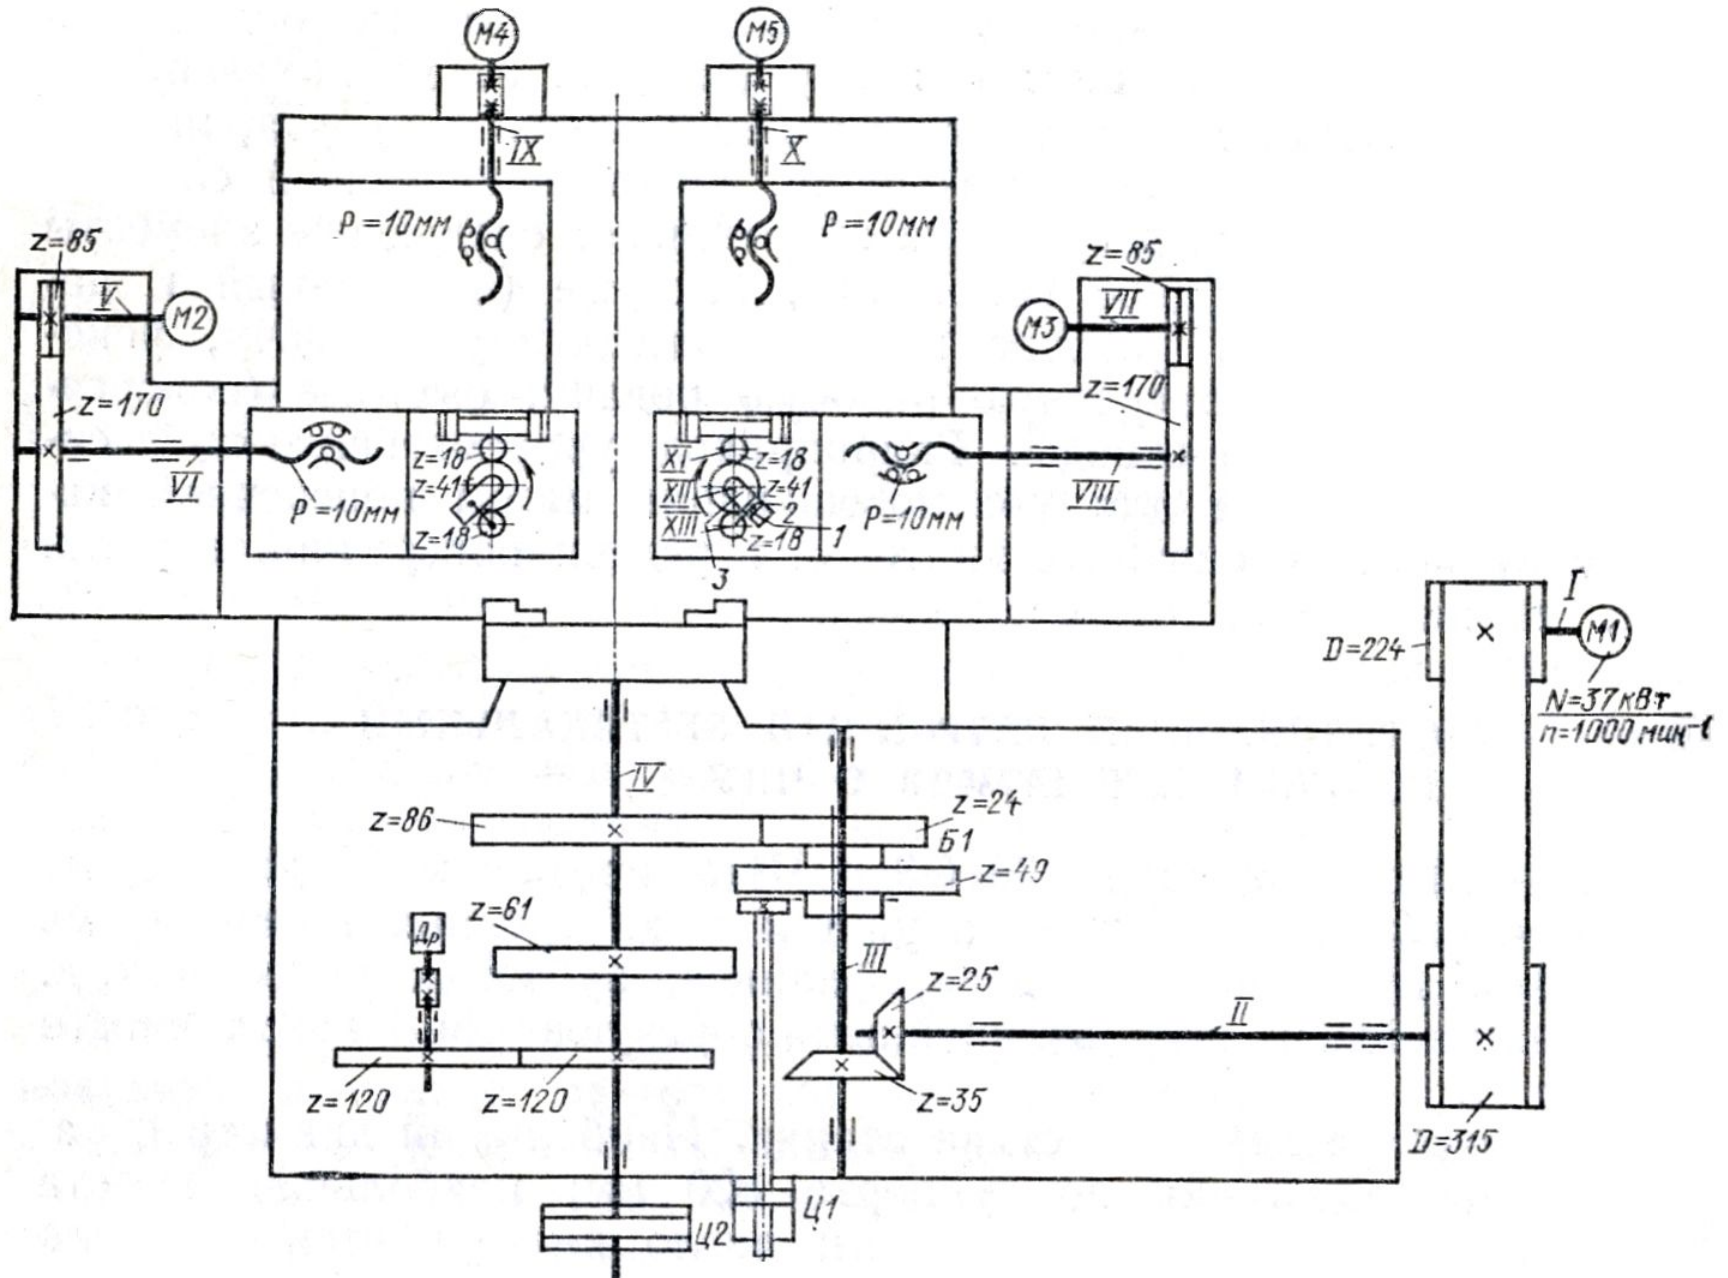 M4
M5
IX
X
P=10мм
P=10мм
z=85
z=85
V
M2
M3
VII
z=170
z=170
z=18
XI
z=18
z=41
XII
z=41
VI
2
VIII
P=10мм
XIII
P=10мм
z=18
z=18
1
3
I
M1
D=224
N=37кВт
n=1000 мин-1
IV
z=24
z=86
Б1
z=49
z=61
Др
III
z=25
II
z=120
z=120
z=35
D=315
Ц1
Ц2